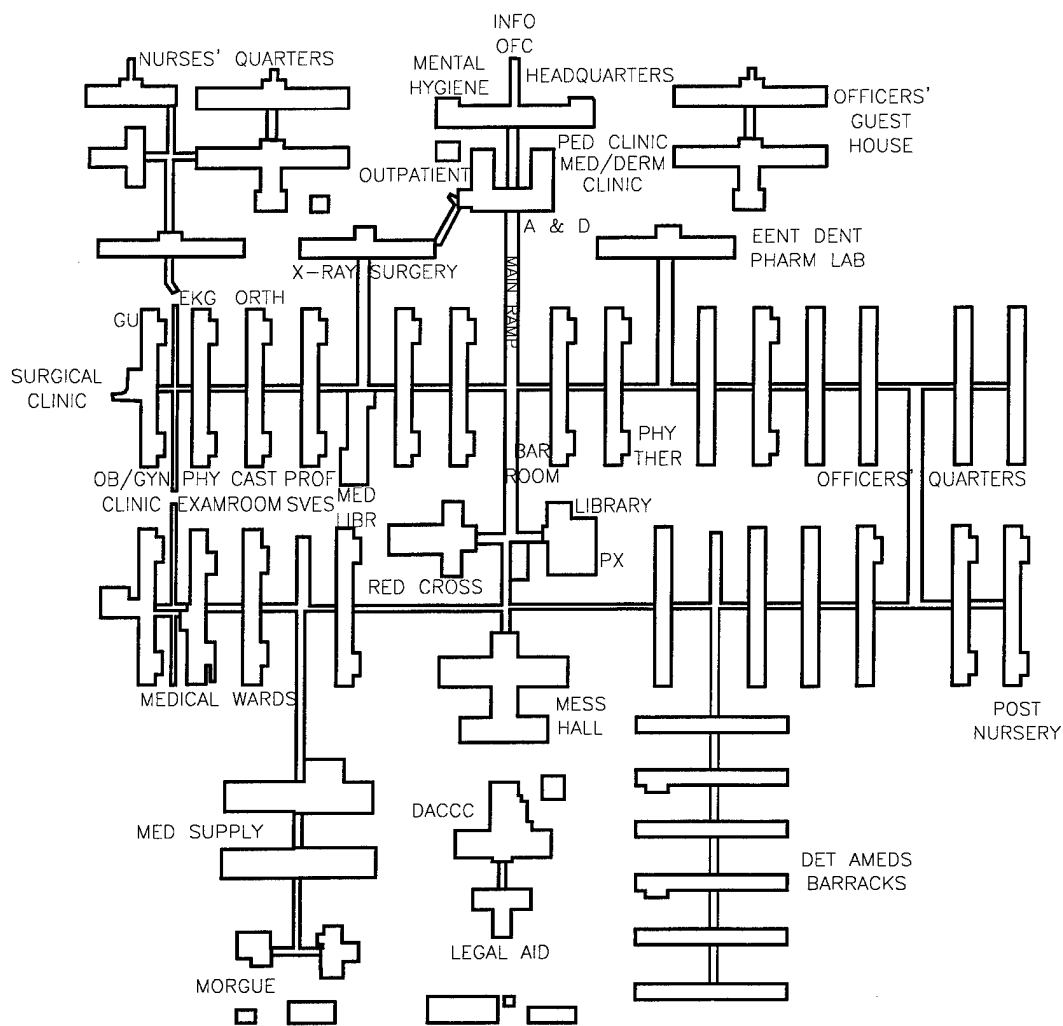 INFO
OFC
NURSES' QUARTERS
MENTAL
HYGIENE
HEADQUARTERS
OFFICERS'
GUEST
HOUSE
PED CLINIC
MED/DERM
CLINIC
OUTPATIENT
A & D
EENT DENT
PHARM LAB
X-RAY SURGERY
MAIN RAMP
GU
EKG
ORTH
SURGICAL
CLINIC
OB/GYN
CLINIC
PHY
EXAM
CAST
ROOM
PROF
SVES
MED
LIBR
BAR
ROOM
PHY
THER
OFFICERS' QUARTERS
LIBRARY
PX
RED CROSS
MEDICAL WARDS
MESS
HALL
POST
NURSERY
MED SUPPLY
DACCC
DET AMEDS
BARRACKS
LEGAL AID
MORGUE